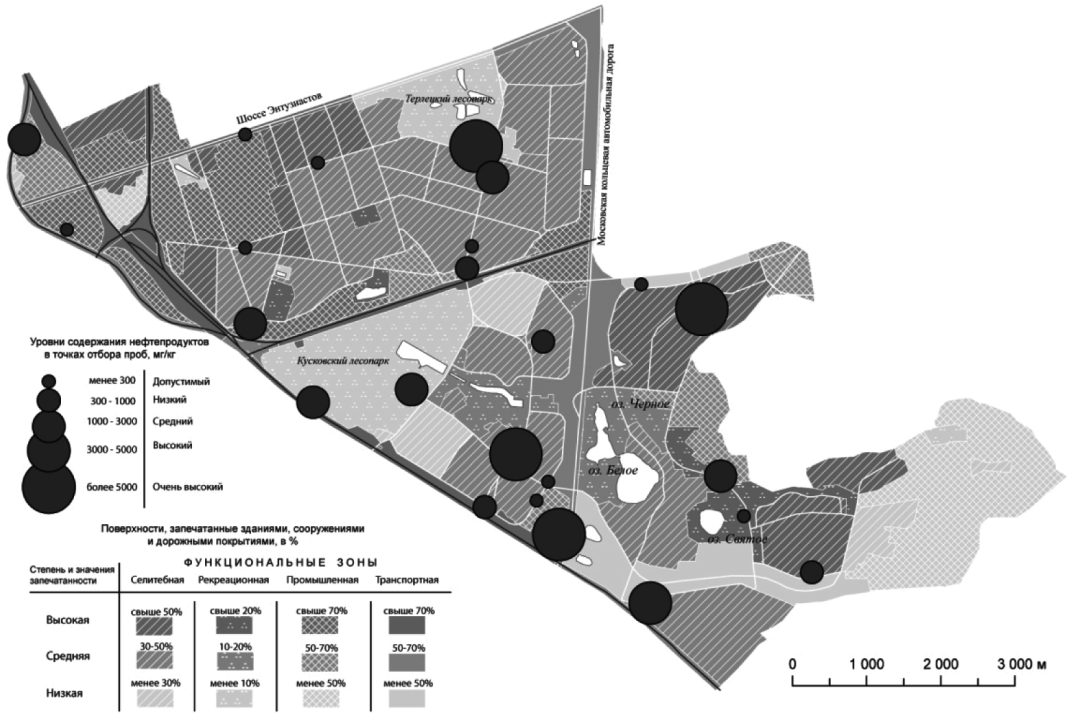 Шоссе Энтузиастов
Терлецкий лесопарк
Московская кольцевая автомобильная дорога
Кусковский лесопарк
оз. Черное
оз. Белое
оз. Святое
Уровни содержания нефтепродуктов
в точках отбора проб, мг/кг
менее 300 Допустимый
300 - 1000 Низкий
1000 - 3000 Средний
3000 - 5000 Высокий
более 5000 Очень высокий
Поверхности, запечатанные зданиями, сооружениями
и дорожными покрытиями, в %
Степень и значения
запечатанности
ФУНКЦИОНАЛЬНЫЕ ЗОНЫ
Селитебная Рекреационная Промышленная Транспортная
Высокая свыше 50% свыше 20% свыше 70% свыше 70%
Средняя 30-50% 10-20% 50-70% 50-70%
Низкая менее 30% менее 10% менее 50% менее 50%
0 1 000 2 000 3 000 м